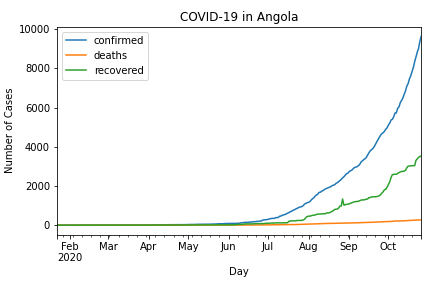 COVID-19 in Angola
confirmed
deaths
recovered
Number of Cases
10000
8000
6000
4000
2000
0
Feb Mar Apr May Jun Jul Aug Sep Oct
2020
Day